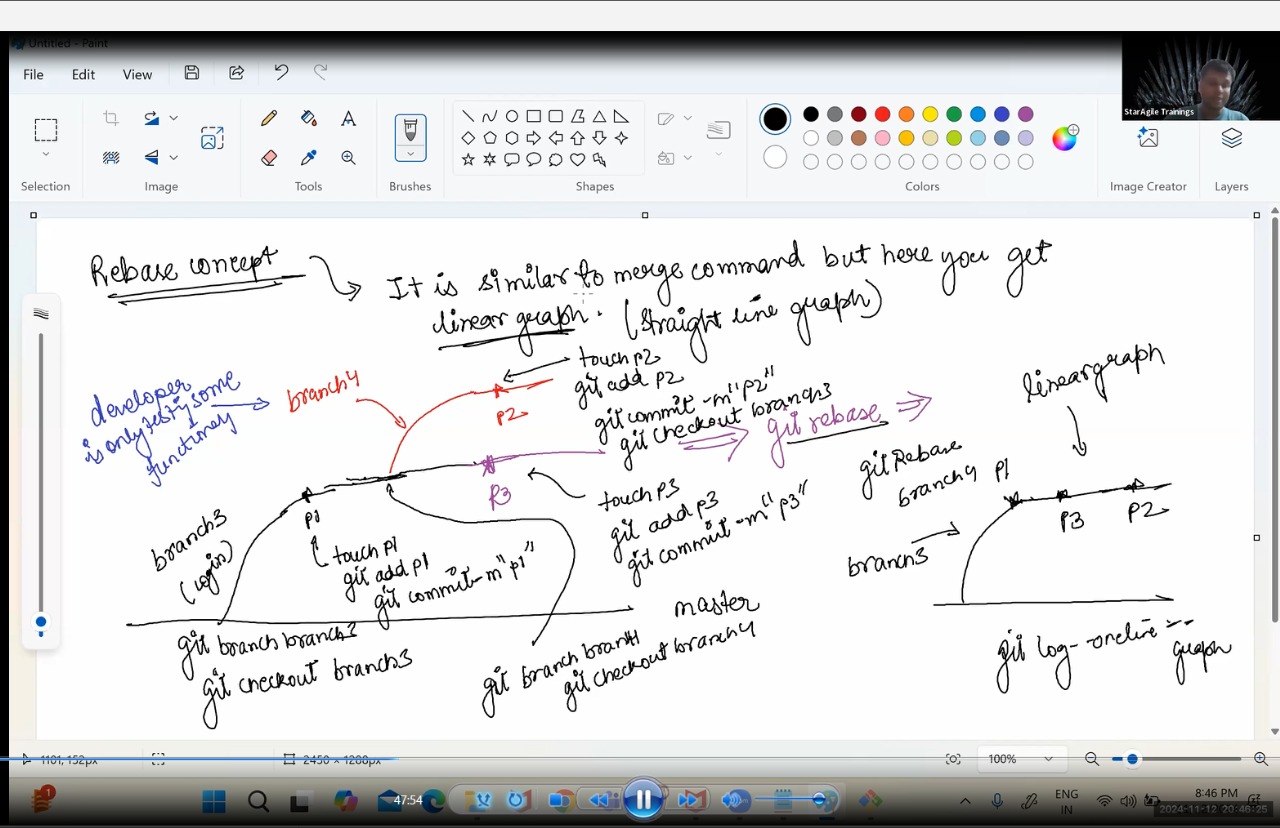 Untitled - Paint
File Edit View
StarAgile Trainings
Selection Image Tools Brushes Shapes Colors Image Creator Layers
Rebase concept
It is similar to merge command but here you get
linear graph. (straight line graph)
developer
is only testing some
functionality
branch4
P2
touch p2
git add p2
git commit -m"p2"
git checkout branch3
git rebase
P3
touch p3
git add p3
git commit -m"p3"
branch3
(login)
P1
touch p1
git add p1
git commit -m"p1"
master
git branch branch3
git checkout branch3
git branch
git checkout branch4
lineargraph
git Rebase
branch4
P1
P3
P2
branch3
git log --oneline --
graph
1101, 152px
2450 × 1288px
100%
47:54
ENG
IN
8:46 PM
2024-11-12 20:46:25
1